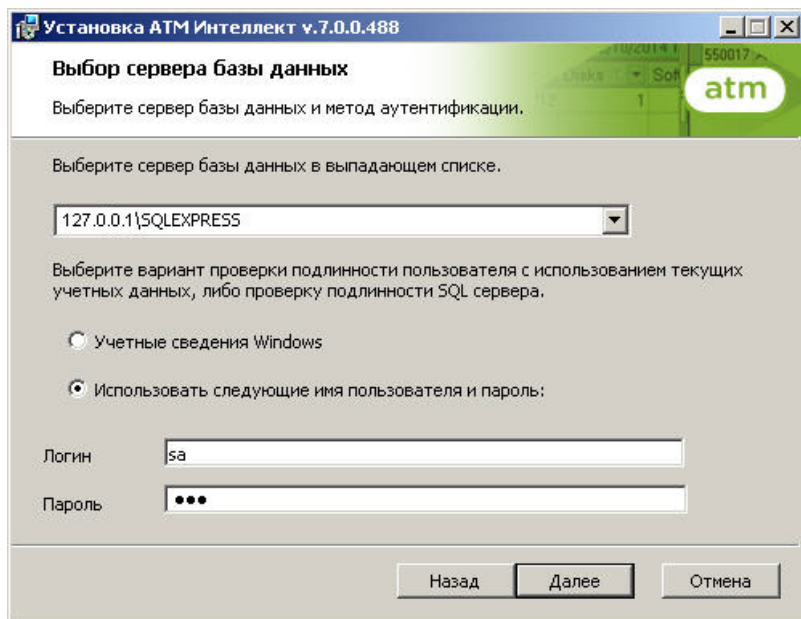 Установка ATM Интеллект v.7.0.0.488
Выбор сервера базы данных
Выберите сервер базы данных и метод аутентификации.
550017
atm
Выберите сервер базы данных в выпадающем списке.
127.0.0.1\SQLEXPRESS
Выберите вариант проверки подлинности пользователя с использованием текущих
учетных данных, либо проверку подлинности SQL сервера.
Учетные сведения Windows
Использовать следующие имя пользователя и пароль:
Логин sa
Пароль •••
Назад Далее Отмена